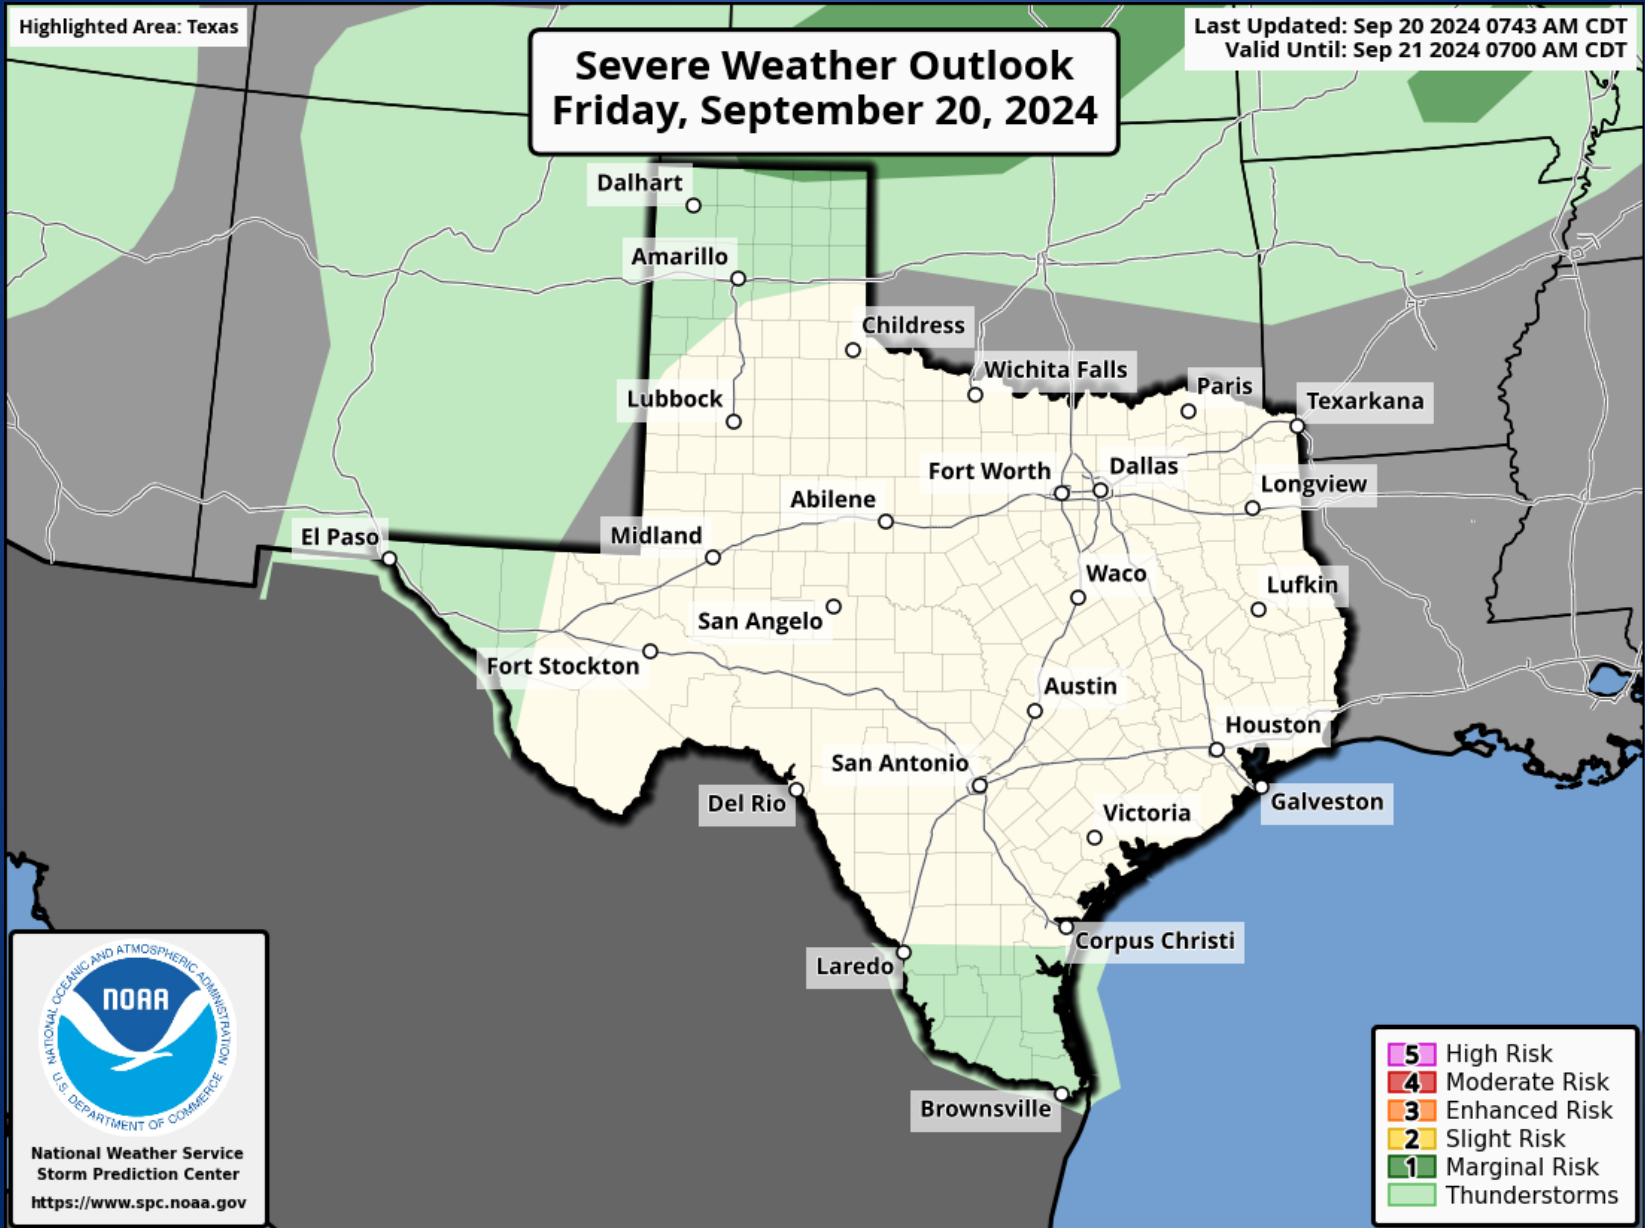 Highlighted Area: Texas
Last Updated: Sep 20 2024 0743 AM CDT
Valid Until: Sep 21 2024 0700 AM CDT
Severe Weather Outlook
Friday, September 20, 2024
Dalhart
Amarillo
Childress
Wichita Falls
Paris
Texarkana
Lubbock
Fort Worth
Dallas
Longview
Abilene
El Paso
Midland
Waco
Lufkin
San Angelo
Fort Stockton
Austin
Houston
San Antonio
Del Rio
Galveston
Victoria
Corpus Christi
Laredo
Brownsville
NATIONAL OCEANIC AND ATMOSPHERIC ADMINISTRATION
NOAA
U.S. DEPARTMENT OF COMMERCE
National Weather Service
Storm Prediction Center
https://www.spc.noaa.gov
5 High Risk
4 Moderate Risk
3 Enhanced Risk
2 Slight Risk
1 Marginal Risk
Thunderstorms